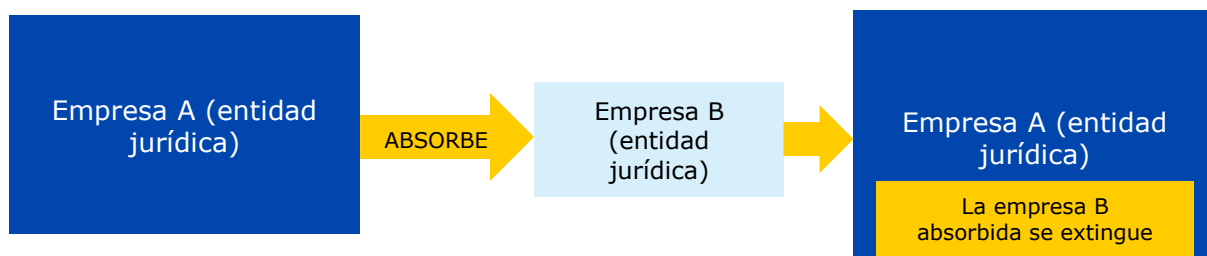 Empresa A (entidad
jurídica)
ABSORBE
Empresa B
(entidad
jurídica)
Empresa A (entidad
jurídica)
La empresa B
absorbida se extingue